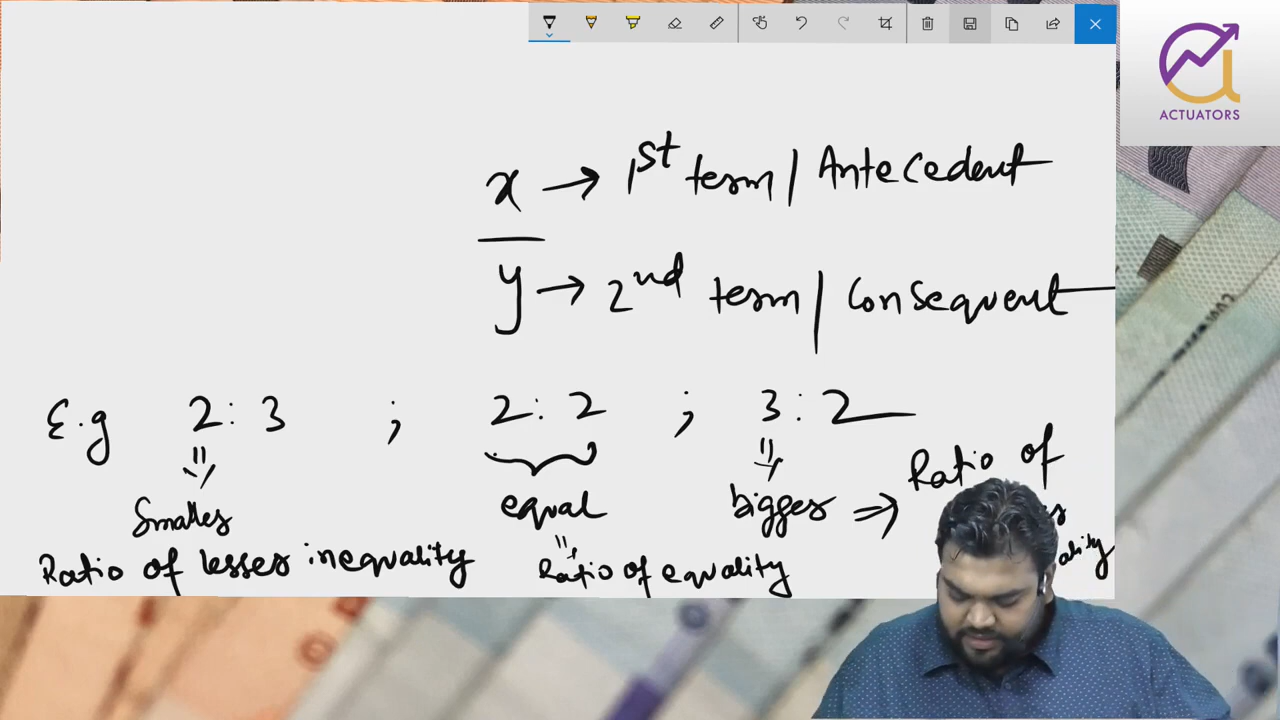 ACTUATORS
x → 1st term / Antecedent
y → 2nd term / Consequent
E.g 2:3 ; 2:2 ; 3:2
Smaller equal bigger ⇒ Ratio of
Ratio of lesser inequality Ratio of equality